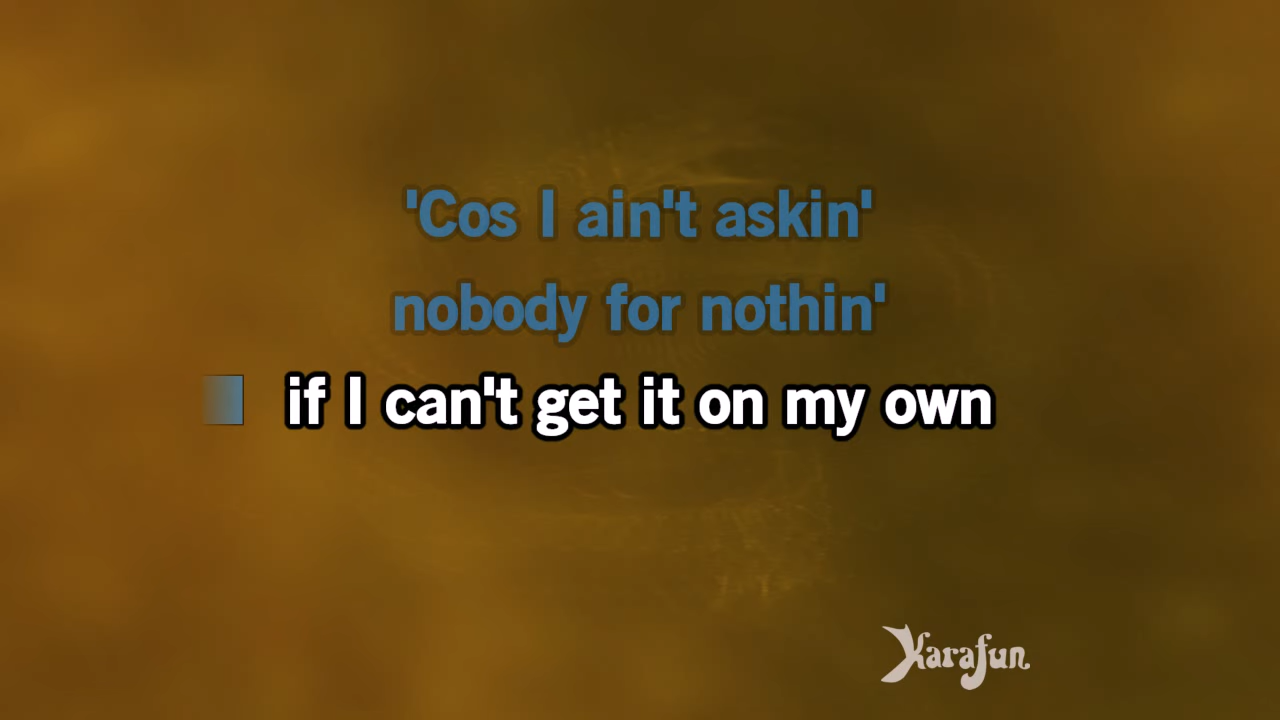 'Cos I ain't askin'
nobody for nothin'
if I can't get it on my own
Karafun